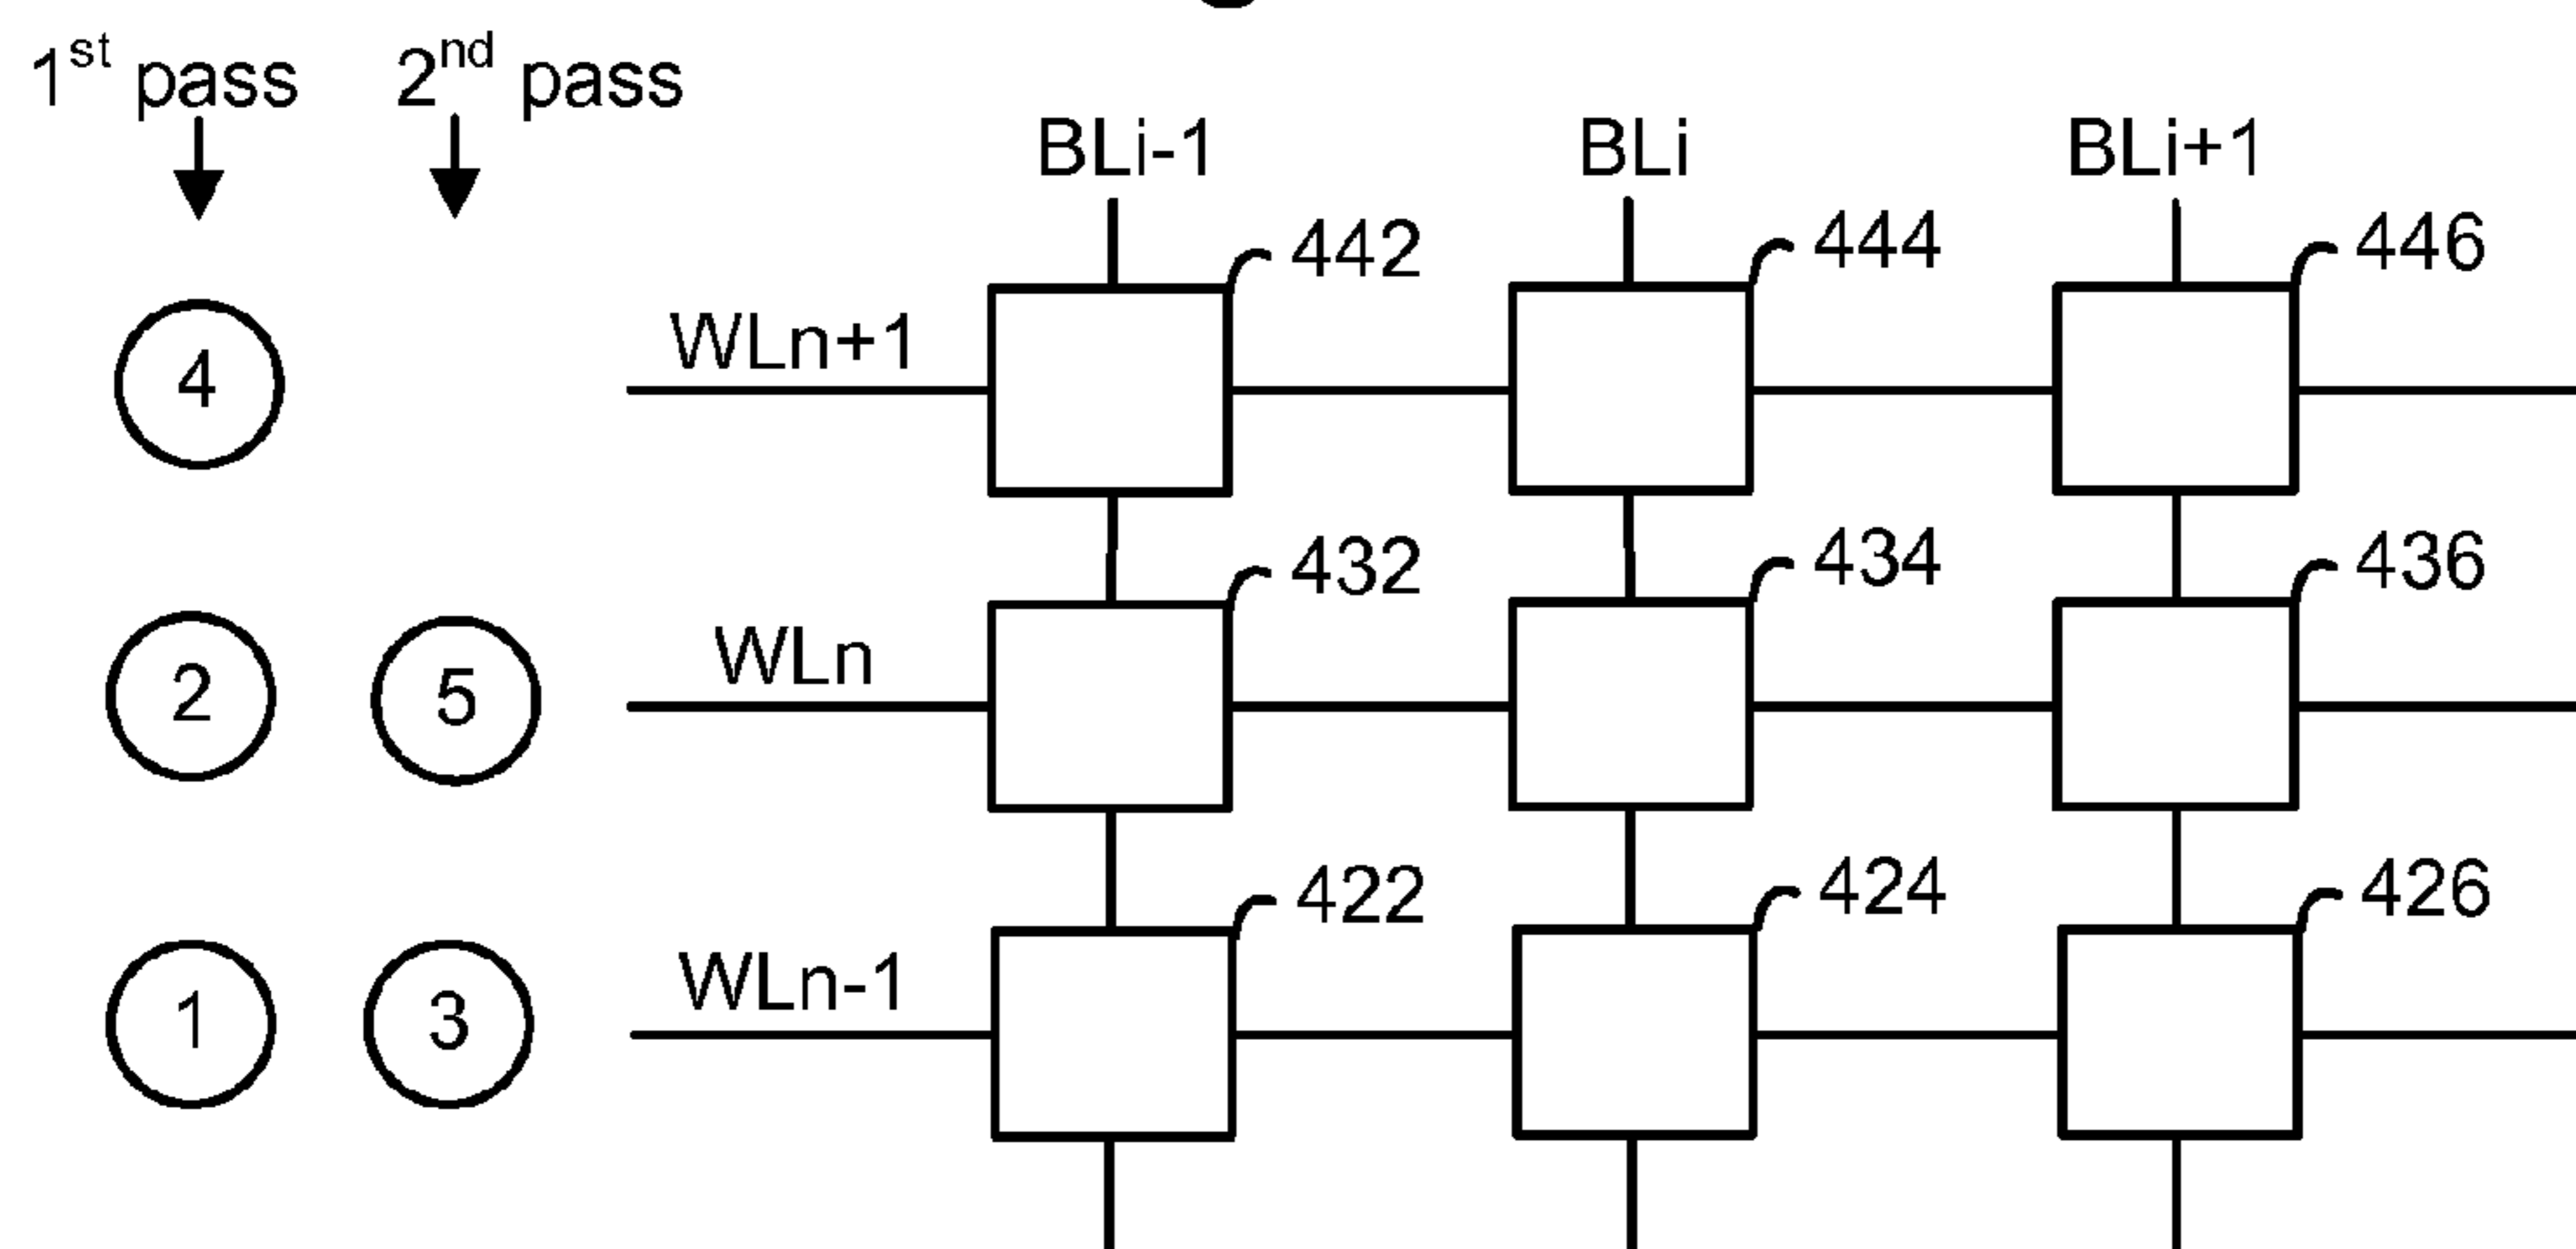 1st pass 2nd pass
BLi-1 BLi BLi+1
442 444 446
4 WLn+1
432 434 436
2 5 WLn
422 424 426
1 3 WLn-1